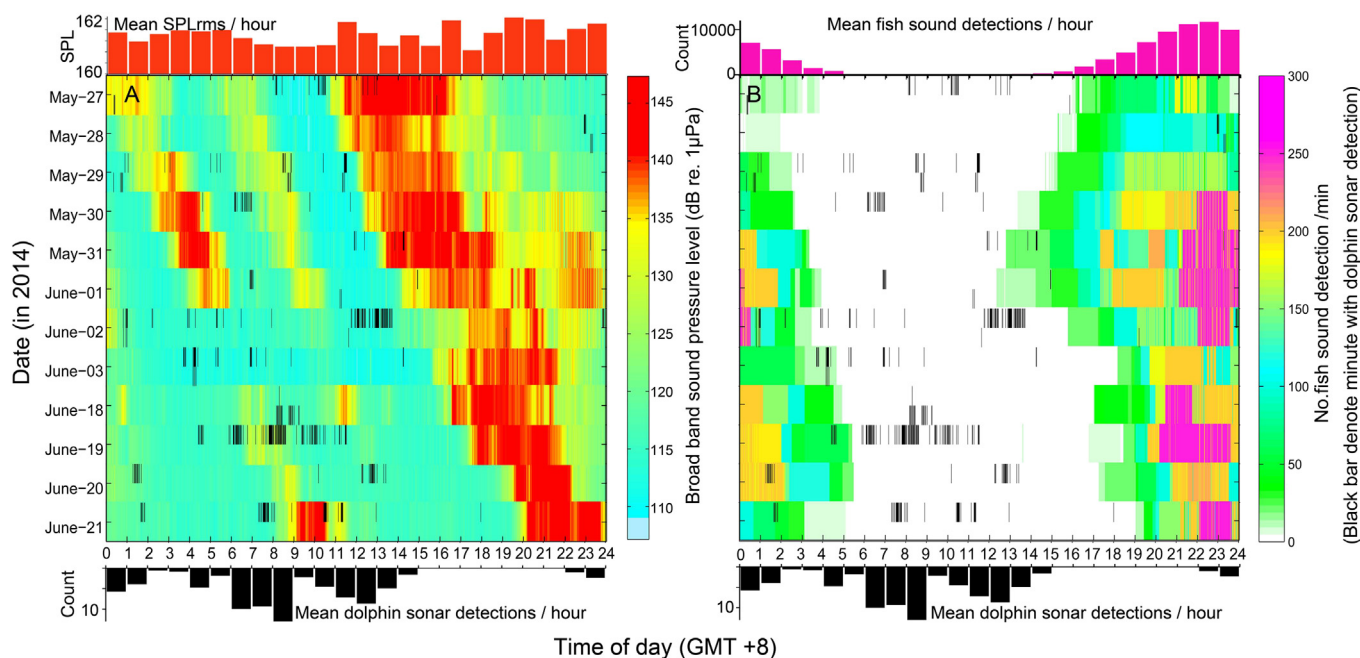 Mean SPLrms / hour
SPL
162
160
A
May-27
May-28
May-29
May-30
May-31
June-01
June-02
June-03
June-18
June-19
June-20
June-21
Date (in 2014)
0 1 2 3 4 5 6 7 8 9 10 11 12 13 14 15 16 17 18 19 20 21 22 23 24
145
140
135
130
125
120
115
110
Broad band sound pressure level (dB re. 1µPa)
Count
10
Mean dolphin sonar detections / hour
Mean fish sound detections / hour
Count
10000
0
B
0 1 2 3 4 5 6 7 8 9 10 11 12 13 14 15 16 17 18 19 20 21 22 23 24
300
250
200
150
100
50
0
No.fish sound detection /min
(Black bar denote minute with dolphin sonar detection)
Count
10
Mean dolphin sonar detections / hour
Time of day (GMT +8)